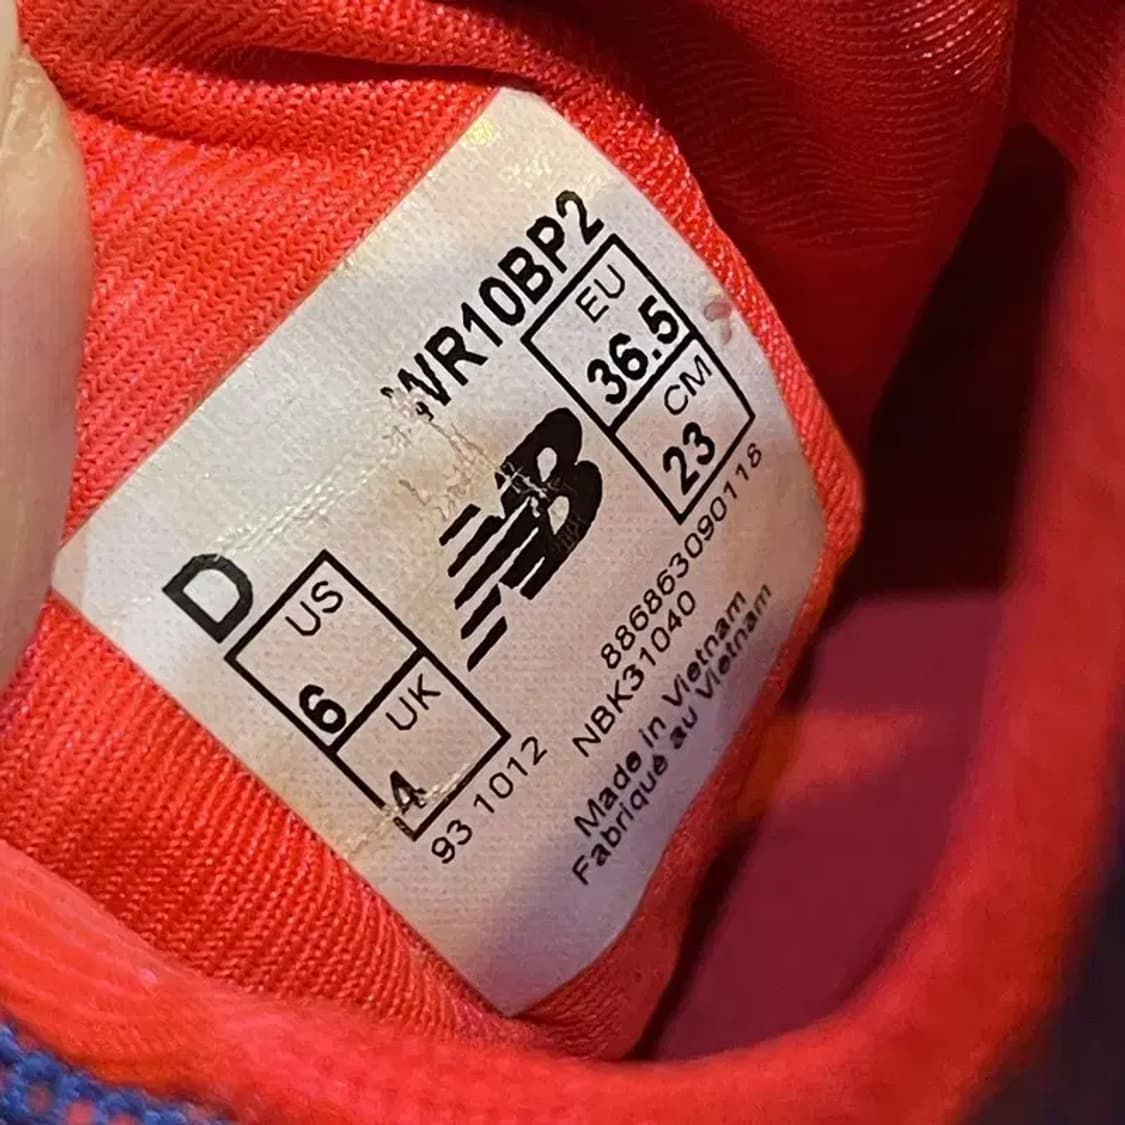 WR10BP2
D
US
6
UK
4
93 1012
NB
EU
36.5
CM
23
886863090118
NBK31040
Made in Vietnam
Fabriqué au Vietnam